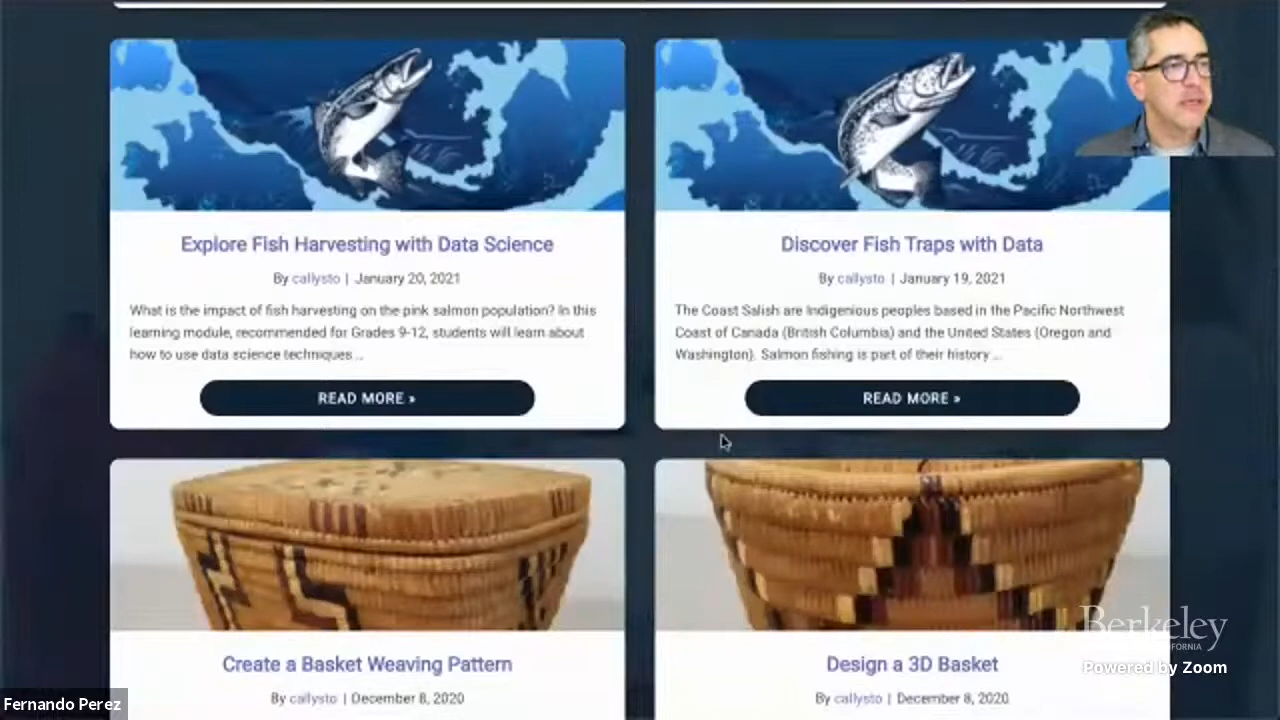 Explore Fish Harvesting with Data Science
By callysto | January 20, 2021
What is the impact of fish harvesting on the pink salmon population? In this
learning module, recommended for Grades 9-12, students will learn about
how to use data science techniques ...
READ MORE »
Discover Fish Traps with Data
By callysto | January 19, 2021
The Coast Salish are Indigenous peoples based in the Pacific Northwest
Coast of Canada (British Columbia) and the United States (Oregon and
Washington). Salmon fishing is part of their history ...
READ MORE »
Create a Basket Weaving Pattern
By callysto | December 8, 2020
Design a 3D Basket
By callysto | December 8, 2020
Berkeley
Powered by Zoom
Fernando Perez